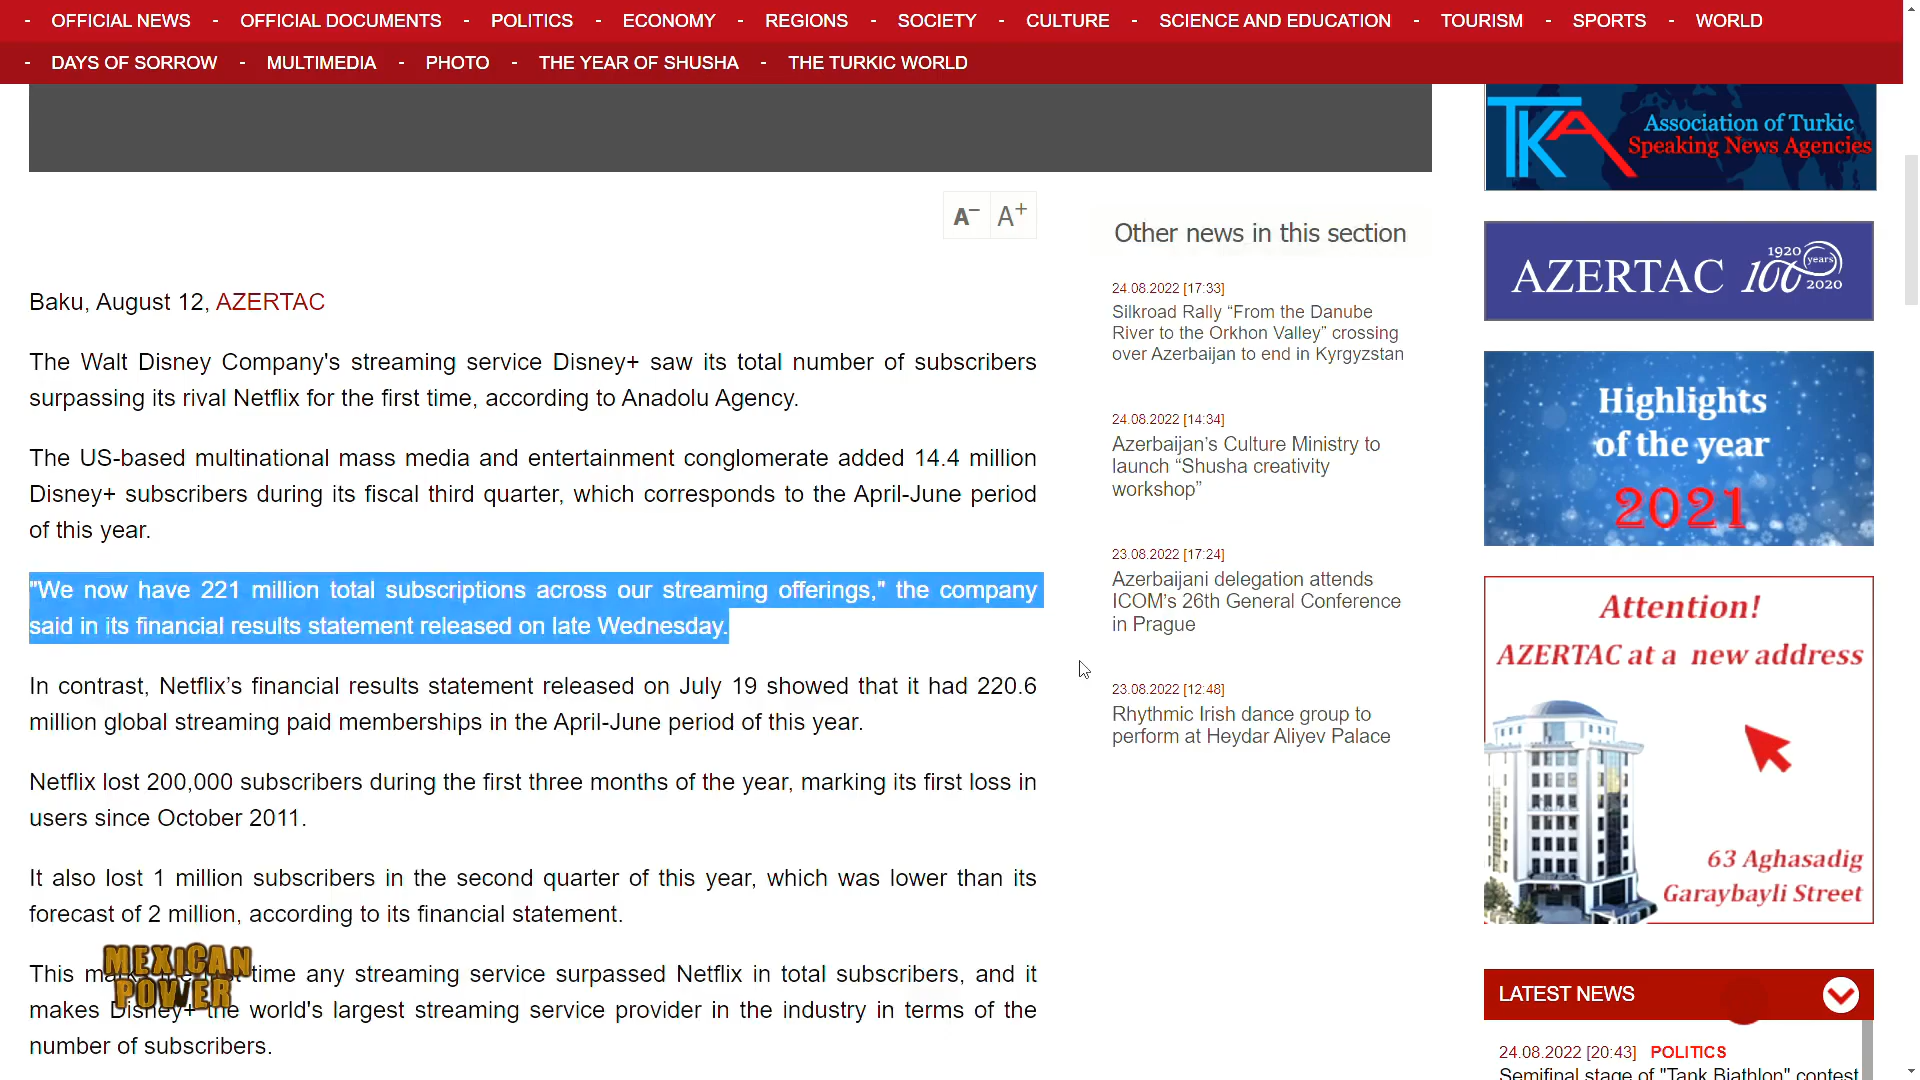 - OFFICIAL NEWS - OFFICIAL DOCUMENTS - POLITICS - ECONOMY - REGIONS - SOCIETY - CULTURE - SCIENCE AND EDUCATION - TOURISM - SPORTS - WORLD
- DAYS OF SORROW - MULTIMEDIA - PHOTO - THE YEAR OF SHUSHA - THE TURKIC WORLD
A− A+
Baku, August 12, AZERTAC
The Walt Disney Company's streaming service Disney+ saw its total number of subscribers
surpassing its rival Netflix for the first time, according to Anadolu Agency.
The US-based multinational mass media and entertainment conglomerate added 14.4 million
Disney+ subscribers during its fiscal third quarter, which corresponds to the April-June period
of this year.
"We now have 221 million total subscriptions across our streaming offerings," the company
said in its financial results statement released on late Wednesday.
In contrast, Netflix’s financial results statement released on July 19 showed that it had 220.6
million global streaming paid memberships in the April-June period of this year.
Netflix lost 200,000 subscribers during the first three months of the year, marking its first loss in
users since October 2011.
It also lost 1 million subscribers in the second quarter of this year, which was lower than its
forecast of 2 million, according to its financial statement.
This time any streaming service surpassed Netflix in total subscribers, and it
makes Disney+ the world's largest streaming service provider in the industry in terms of the
number of subscribers.
MEXICAN
POWER
Other news in this section
24.08.2022 [17:33]
Silkroad Rally “From the Danube
River to the Orkhon Valley” crossing
over Azerbaijan to end in Kyrgyzstan
24.08.2022 [14:34]
Azerbaijan’s Culture Ministry to
launch “Shusha creativity
workshop”
23.08.2022 [17:24]
Azerbaijani delegation attends
ICOM’s 26th General Conference
in Prague
23.08.2022 [12:48]
Rhythmic Irish dance group to
perform at Heydar Aliyev Palace
TKA
Association of Turkic
Speaking News Agencies
AZERTAC 1920 100 years 2020
Highlights
of the year
2021
Attention!
AZERTAC at a new address
63 Aghasadig
Garaybayli Street
LATEST NEWS
24.08.2022 [20:43] POLITICS
Semifinal stage of "Tank Biathlon" contest